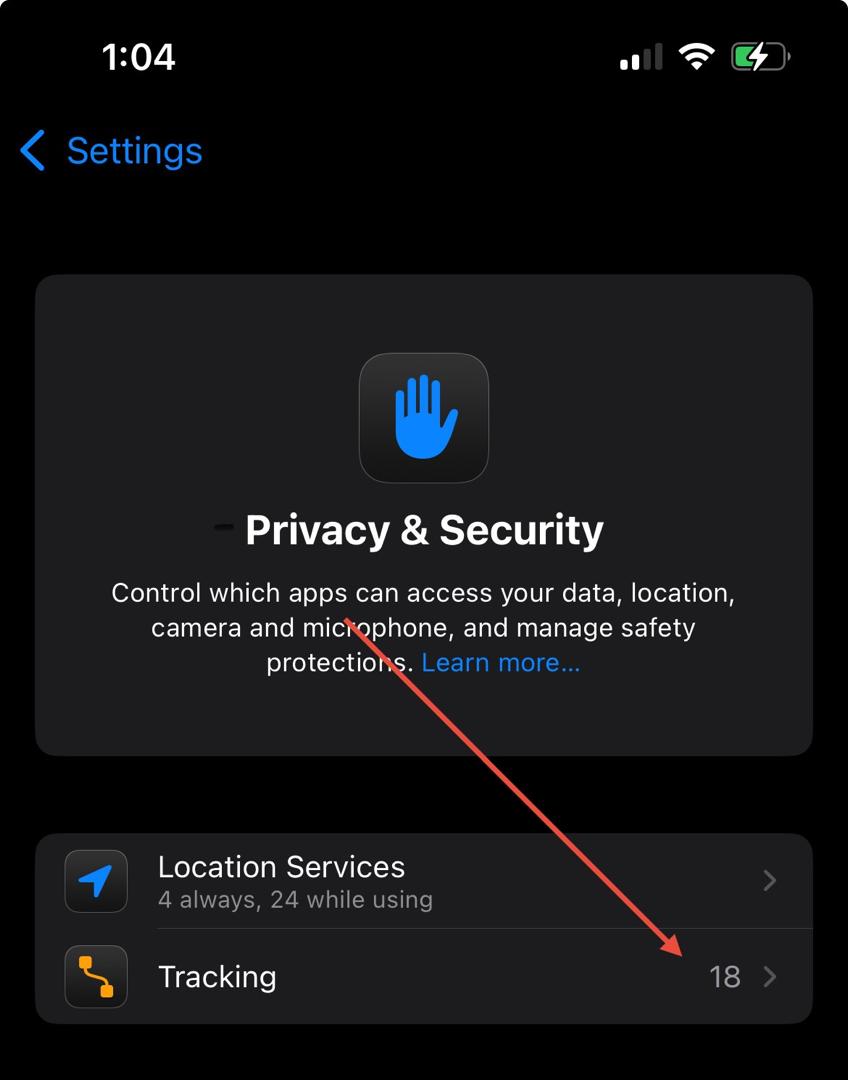 1:04
Settings
Privacy & Security
Control which apps can access your data, location,
camera and microphone, and manage safety
protections. Learn more...
Location Services
4 always, 24 while using
Tracking 18